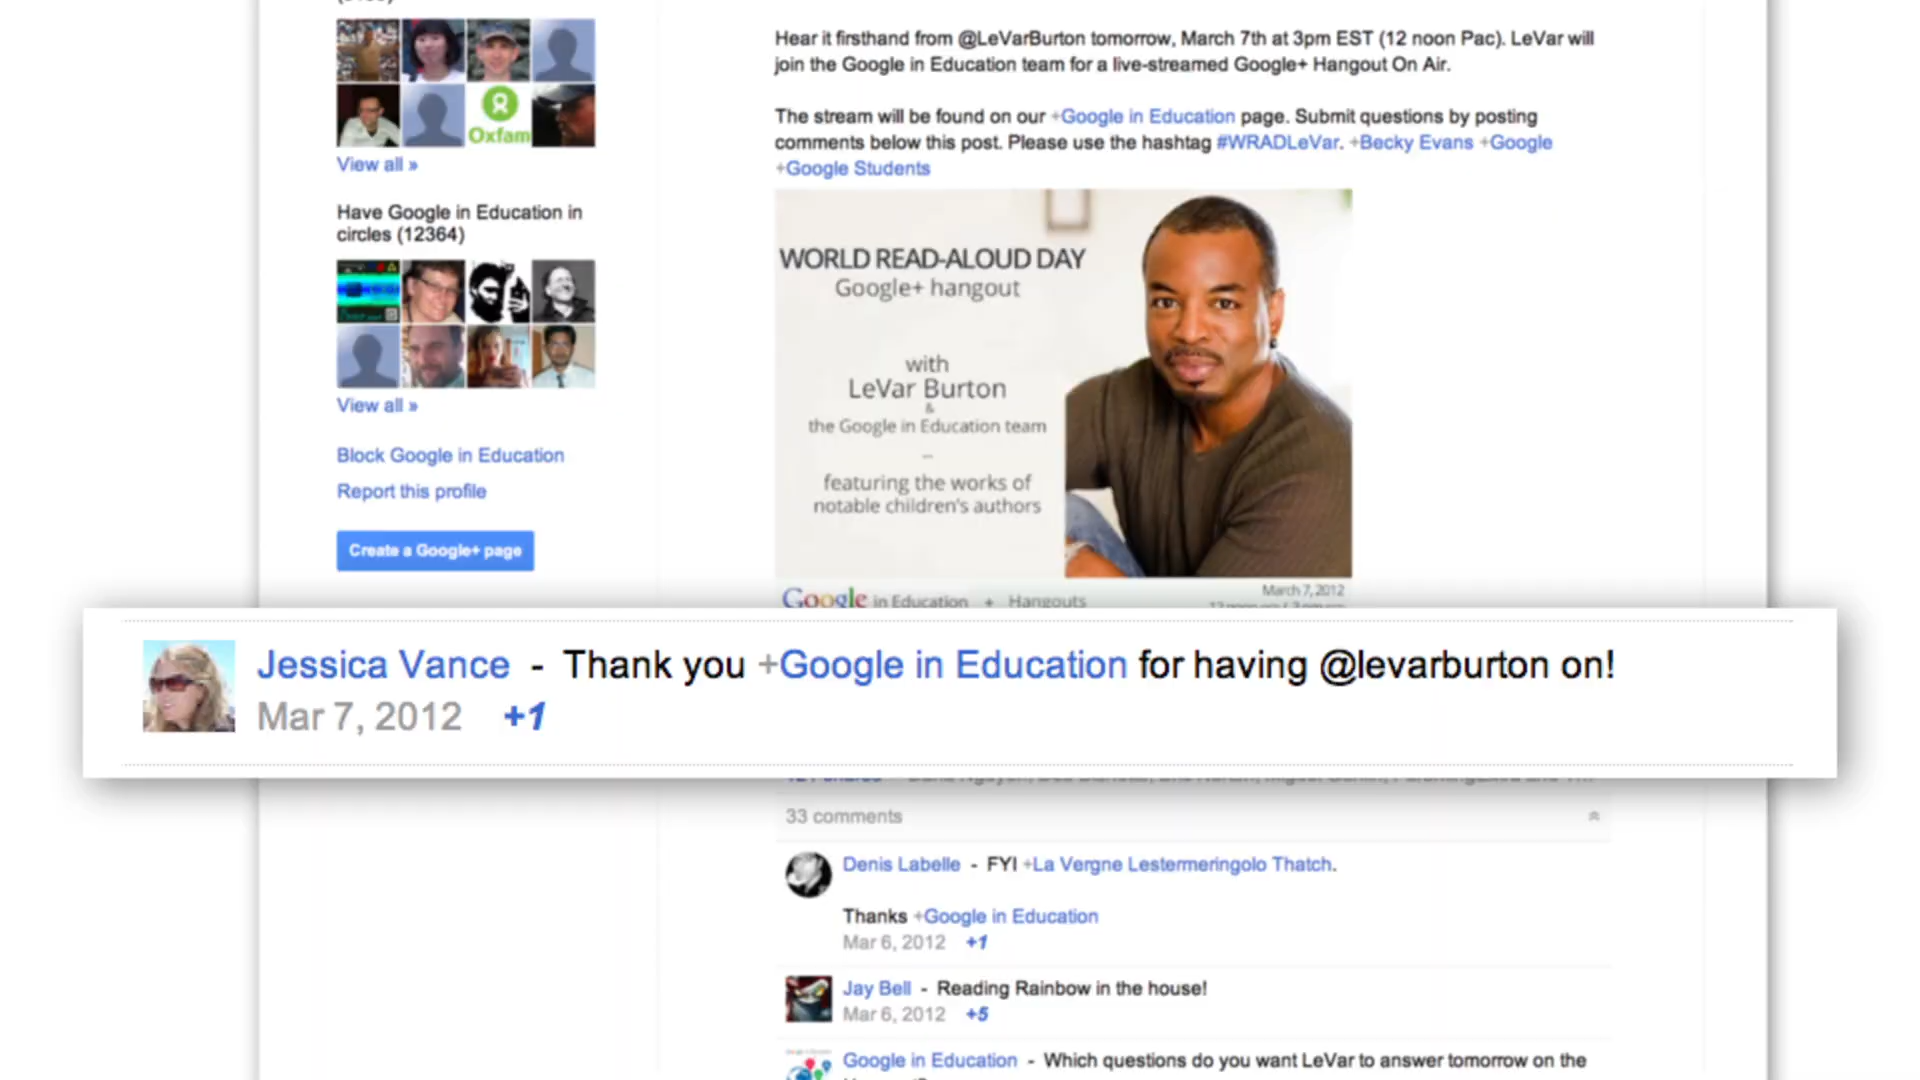 Oxfam
View all »
Have Google in Education in
circles (12364)
View all »
Block Google in Education
Report this profile
Create a Google+ page
Hear it firsthand from @LeVarBurton tomorrow, March 7th at 3pm EST (12 noon Pac). LeVar will
join the Google in Education team for a live-streamed Google+ Hangout On Air.
The stream will be found on our +Google in Education page. Submit questions by posting
comments below this post. Please use the hashtag #WRADLeVar. +Becky Evans +Google
+Google Students
WORLD READ-ALOUD DAY
Google+ hangout
with
LeVar Burton
&
the Google in Education team
--
featuring the works of
notable children's authors
Google in Education + Hangouts
March 7, 2012
Jessica Vance - Thank you +Google in Education for having @levarburton on!
Mar 7, 2012 +1
33 comments
Denis Labelle - FYI +La Vergne Lestermeringolo Thatch.
Thanks +Google in Education
Mar 6, 2012 +1
Jay Bell - Reading Rainbow in the house!
Mar 6, 2012 +5
Google in Education - Which questions do you want LeVar to answer tomorrow on the